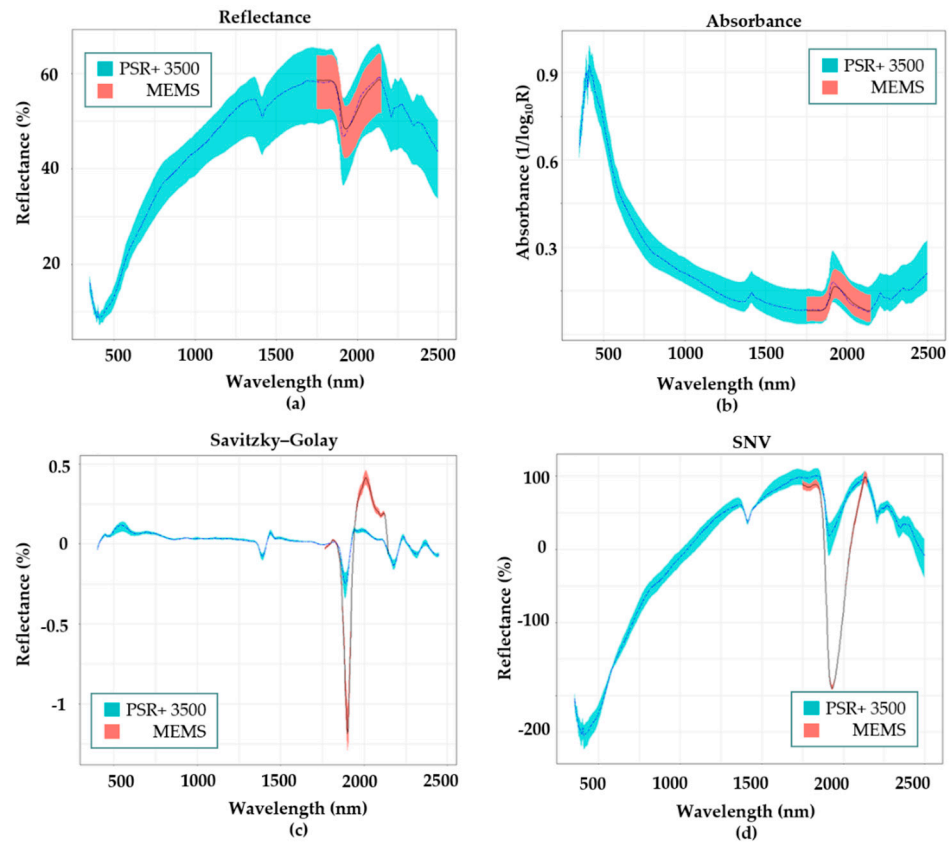 Reflectance
Reflectance (%)
60
40
20
PSR+ 3500
MEMS
500 1000 1500 2000 2500
Wavelength (nm)
(a)
Absorbance
Absorbance (1/log10R)
0.9
0.6
0.3
PSR+ 3500
MEMS
500 1000 1500 2000 2500
Wavelength (nm)
(b)
Savitzky–Golay
Reflectance (%)
0.5
0
-0.5
-1
PSR+ 3500
MEMS
500 1000 1500 2000 2500
Wavelength (nm)
(c)
SNV
Reflectance (%)
100
0
-100
-200
PSR+ 3500
MEMS
500 1000 1500 2000 2500
Wavelength (nm)
(d)